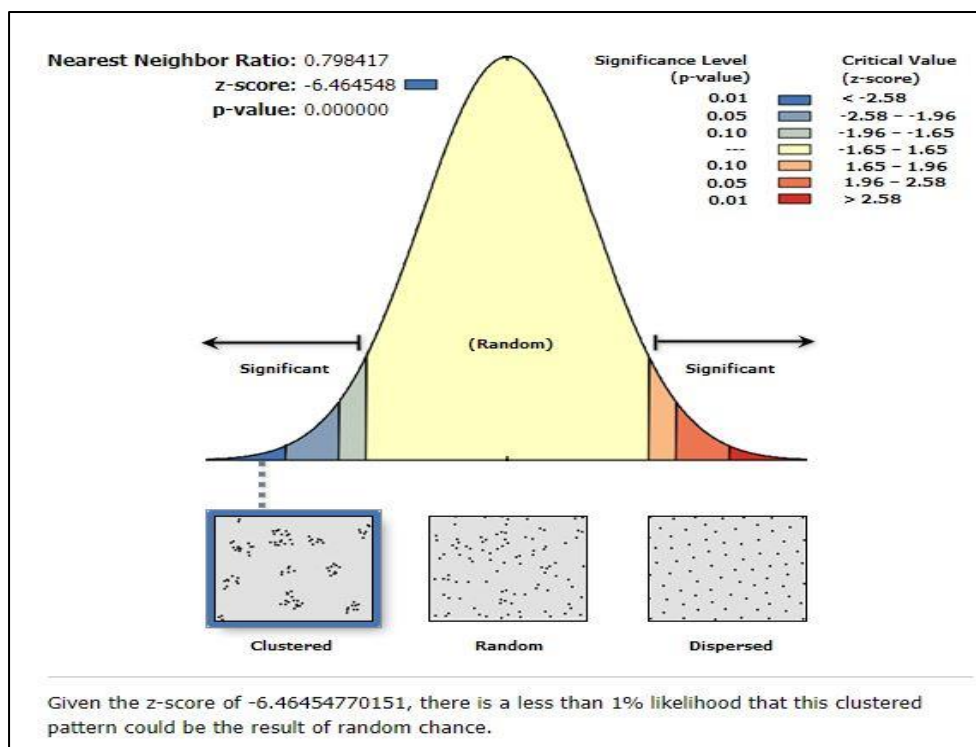 Nearest Neighbor Ratio: 0.798417
z-score: -6.464548
p-value: 0.000000
Significance Level
(p-value)
Critical Value
(z-score)
0.01 < -2.58
0.05 -2.58 – -1.96
0.10 -1.96 – -1.65
--- -1.65 – 1.65
0.10 1.65 – 1.96
0.05 1.96 – 2.58
0.01 > 2.58
(Random)
Significant
Significant
Clustered
Random
Dispersed
Given the z-score of -6.46454770151, there is a less than 1% likelihood that this clustered
pattern could be the result of random chance.